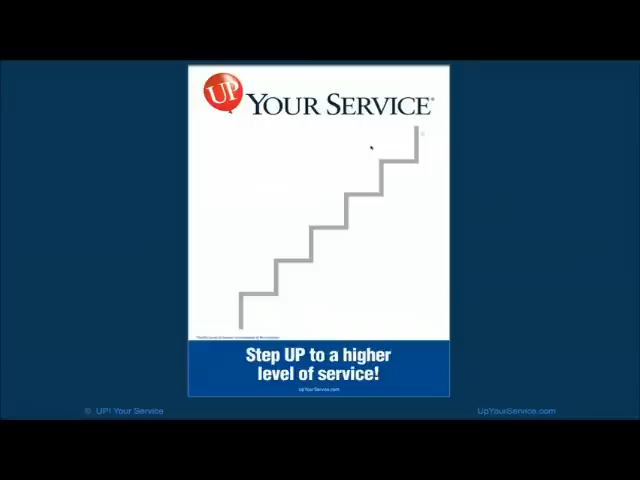 UP YOUR SERVICE®
Step UP to a higher
level of service!
UpYourService.com
© UP! Your Service
UpYourService.com